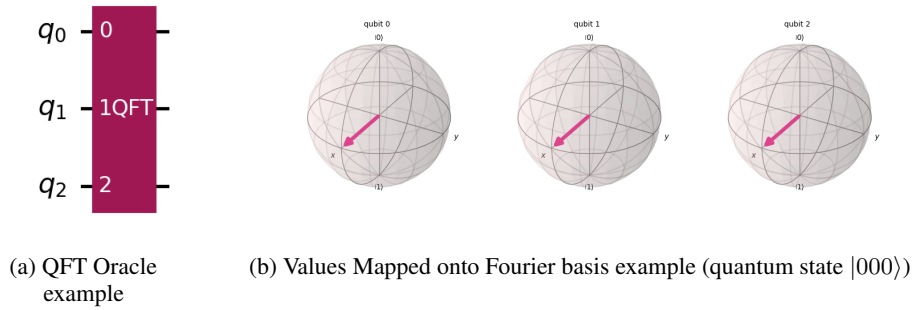 q₀ 0
q₁ 1QFT
q₂ 2
qubit 0
|0⟩
x
y
|1⟩
qubit 1
|0⟩
x
y
|1⟩
qubit 2
|0⟩
x
y
|1⟩
(a) QFT Oracle
example
(b) Values Mapped onto Fourier basis example (quantum state |000⟩)